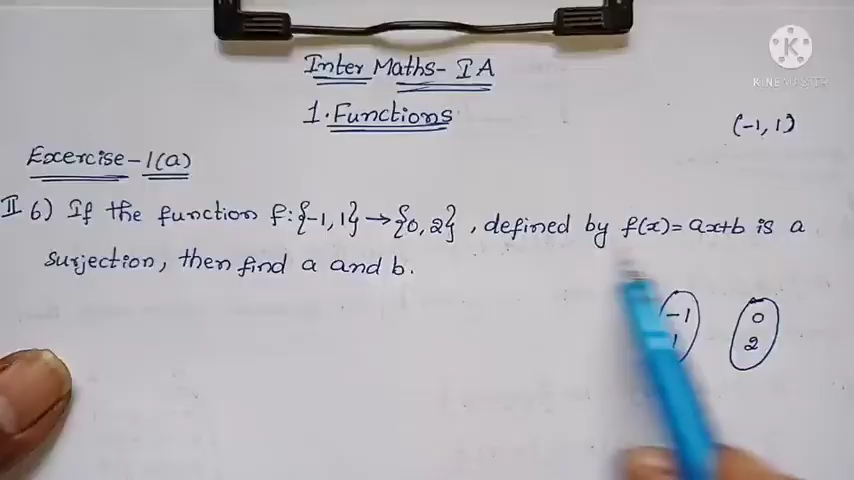 Inter Maths- I A
1. Functions
(-1, 1)
Exercise-1(a)
II 6) If the function f:{-1, 1}→{0, 2}, defined by f(x)= ax+b is a
surjection, then find a and b.
-1 0
1 2
K
KINEMASTER